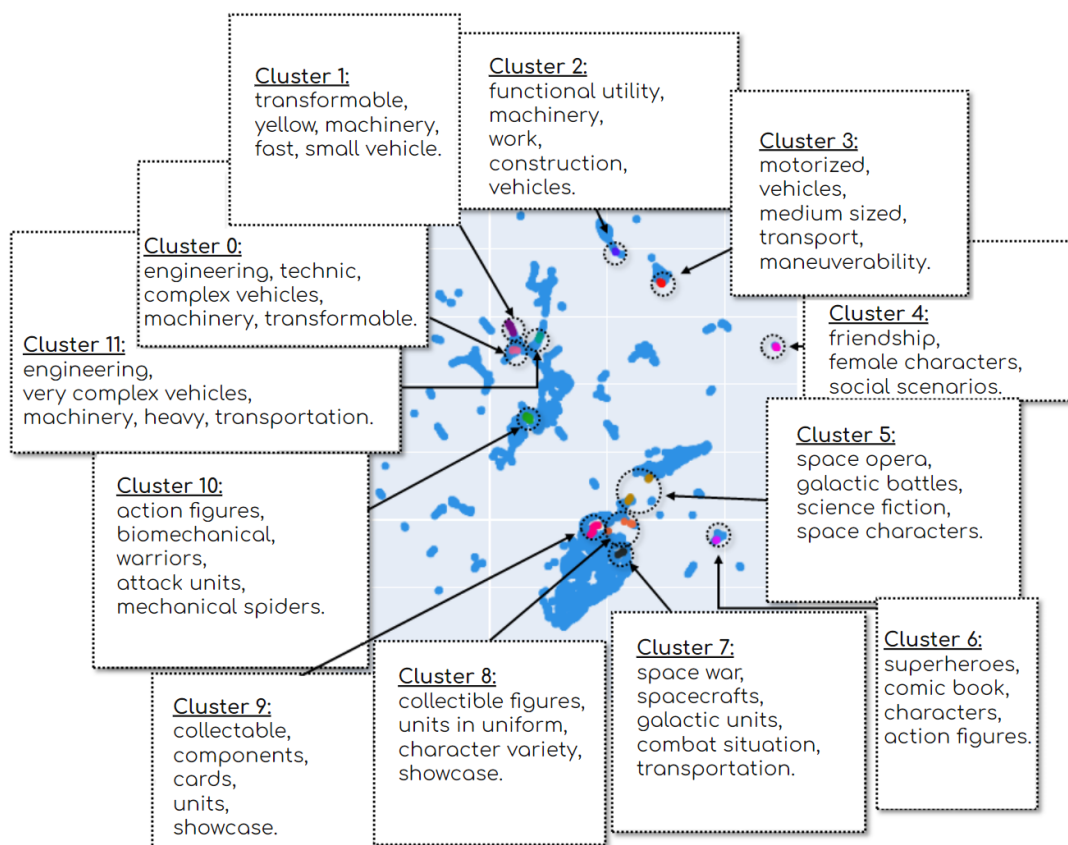 Cluster 1:
transformable,
yellow, machinery,
fast, small vehicle.
Cluster 2:
functional utility,
machinery,
work,
construction,
vehicles.
Cluster 3:
motorized,
vehicles,
medium sized,
transport,
maneuverability.
Cluster 0:
engineering, technic,
complex vehicles,
machinery, transformable.
Cluster 11:
engineering,
very complex vehicles,
machinery, heavy, transportation.
Cluster 4:
friendship,
female characters,
social scenarios.
Cluster 5:
space opera,
galactic battles,
science fiction,
space characters.
Cluster 10:
action figures,
biomechanical,
warriors,
attack units,
mechanical spiders.
Cluster 6:
superheroes,
comic book,
characters,
action figures.
Cluster 7:
space war,
spacecrafts,
galactic units,
combat situation,
transportation.
Cluster 8:
collectible figures,
units in uniform,
character variety,
showcase.
Cluster 9:
collectable,
components,
cards,
units,
showcase.